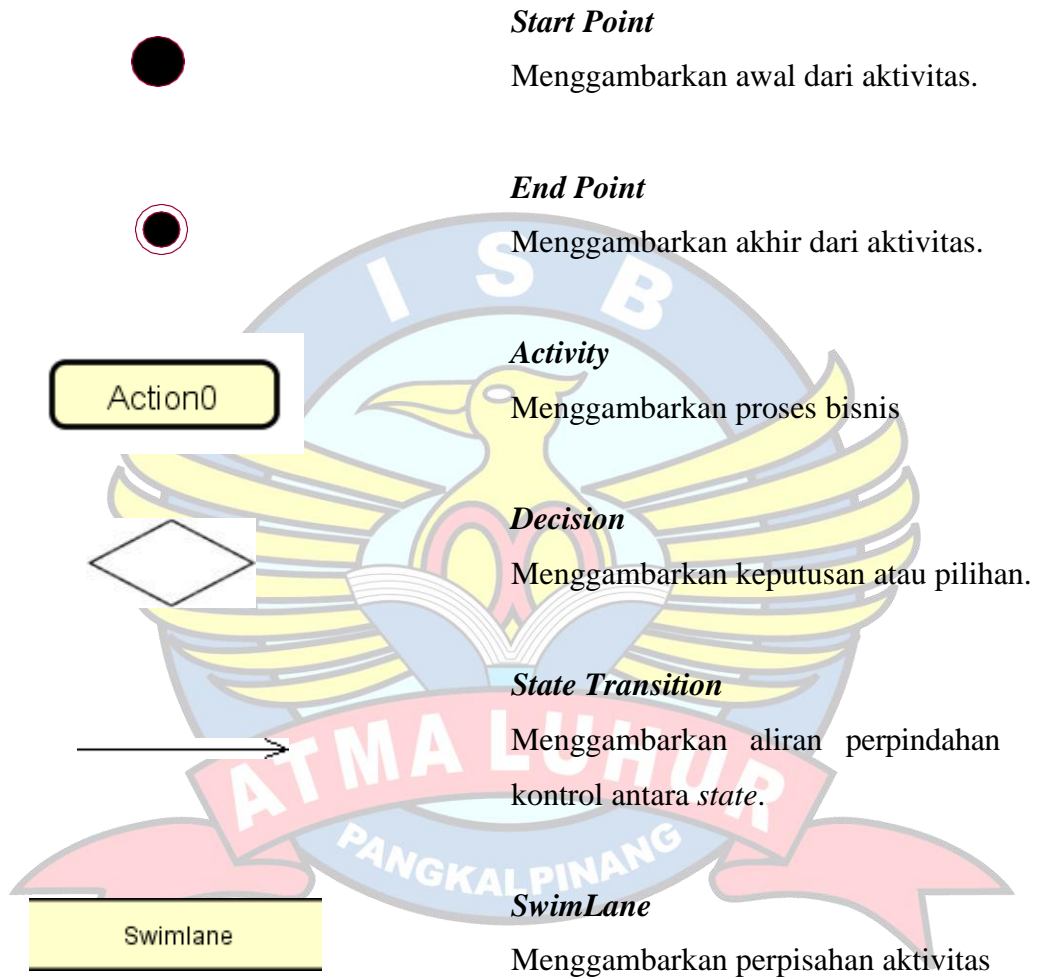 Start Point
Menggambarkan awal dari aktivitas.
End Point
Menggambarkan akhir dari aktivitas.
I S B
Action0
Activity
Menggambarkan proses bisnis
Decision
Menggambarkan keputusan atau pilihan.
State Transition
Menggambarkan aliran perpindahan
kontrol antara state.
ATMA LUHUR
PANGKALPINANG
Swimlane
SwimLane
Menggambarkan perpisahan aktivitas